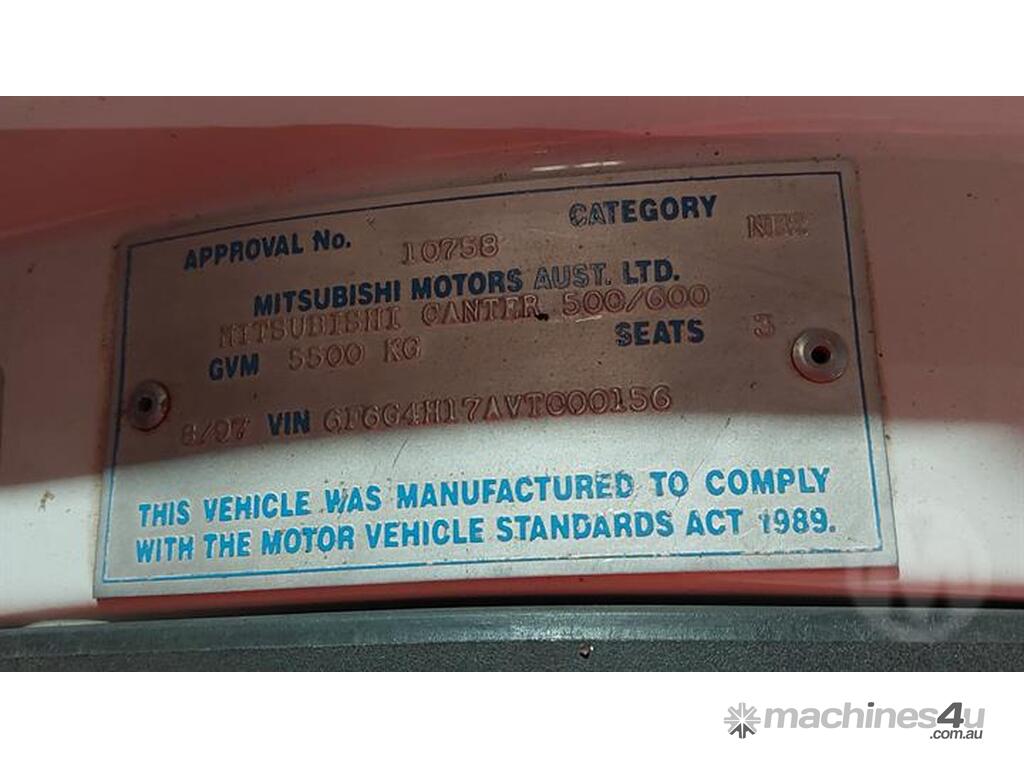 APPROVAL No. 10758 CATEGORY NB2
MITSUBISHI MOTORS AUST. LTD.
MITSUBISHI CANTER 500/600
GVM 5500 KG SEATS 3
8/97 VIN 6F6G4H17AVT000156
THIS VEHICLE WAS MANUFACTURED TO COMPLY
WITH THE MOTOR VEHICLE STANDARDS ACT 1989.
machines4u
.com.au